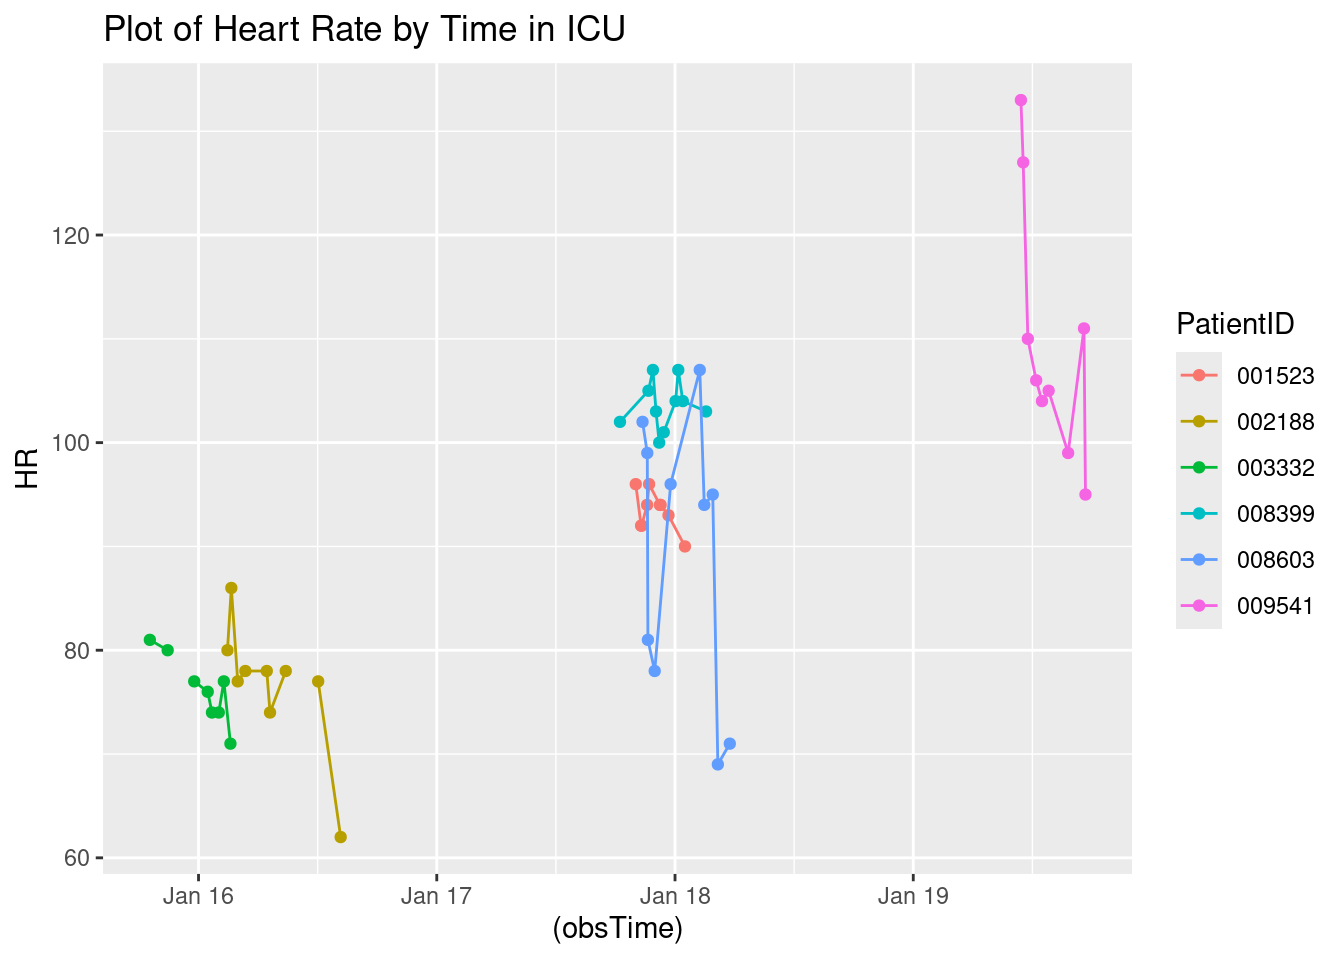 Plot of Heart Rate by Time in ICU
120
100
80
60
HR
Jan 16
Jan 17
Jan 18
Jan 19
(obsTime)
PatientID
001523
002188
003332
008399
008603
009541